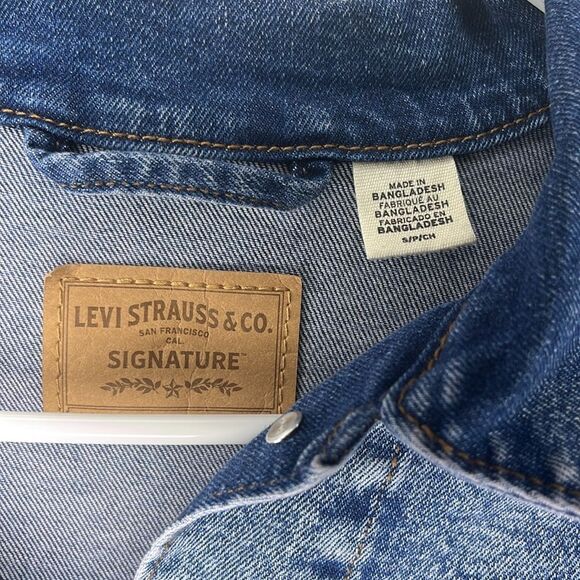 MADE IN
BANGLADESH
FABRIQUÉ AU
BANGLADESH
FABRICADO EN
BANGLADESH
S/P/CH
LEVI STRAUSS & CO.
SAN FRANCISCO
CAL
SIGNATURE™